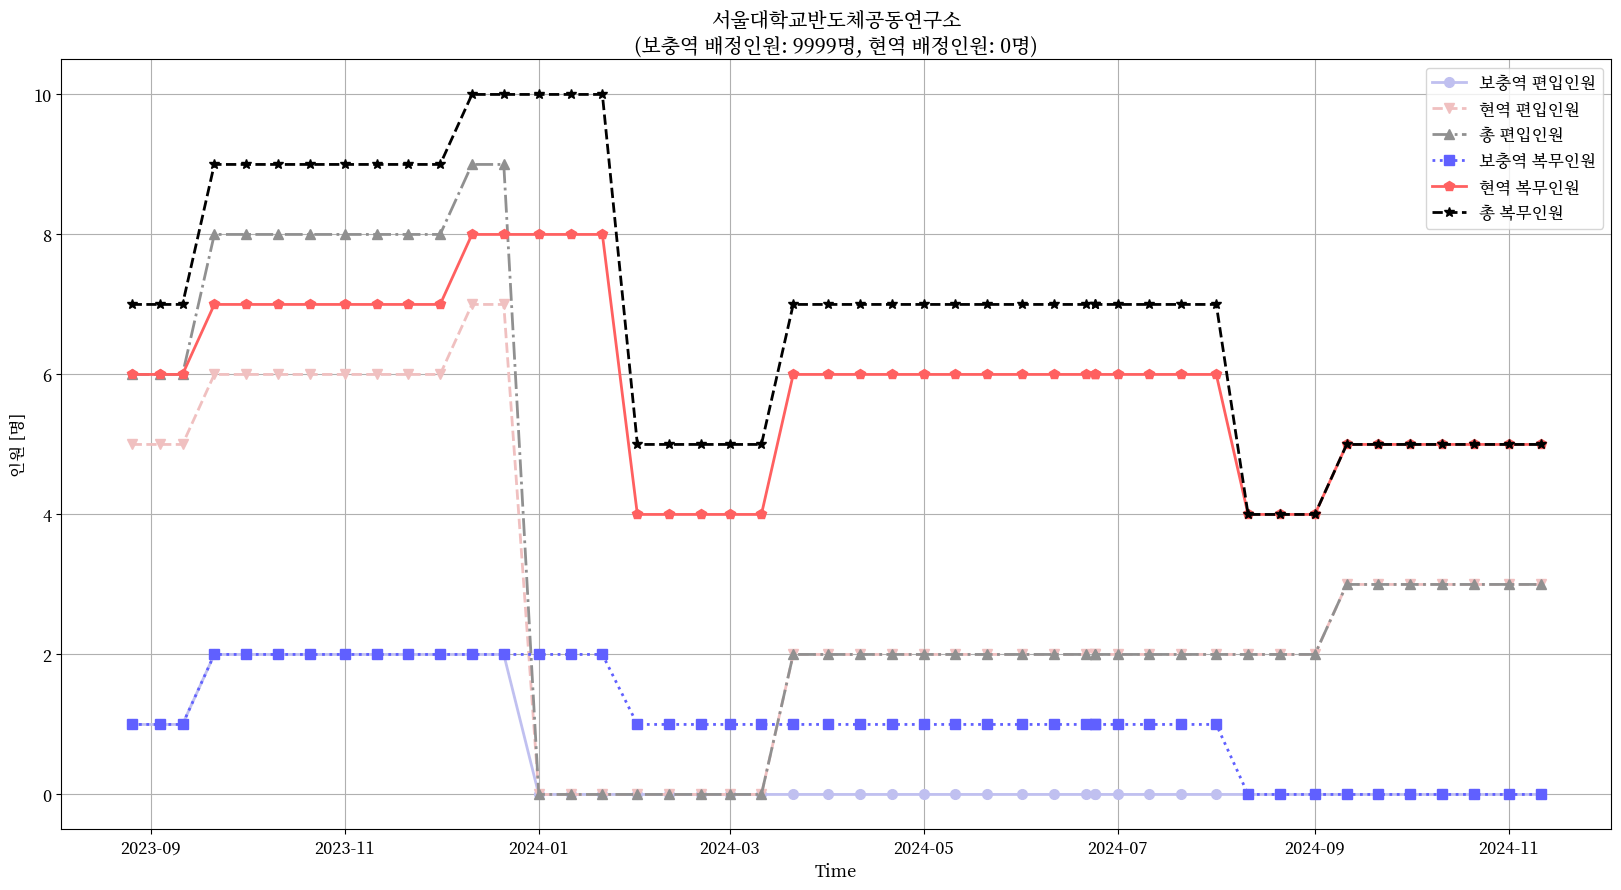 서울대학교반도체공동연구소
(보충역 배정인원: 9999명, 현역 배정인원: 0명)
보충역 편입인원
현역 편입인원
총 편입인원
보충역 복무인원
현역 복무인원
총 복무인원
인원 [명]
10
8
6
4
2
0
2023-09
2023-11
2024-01
2024-03
2024-05
2024-07
2024-09
2024-11
Time